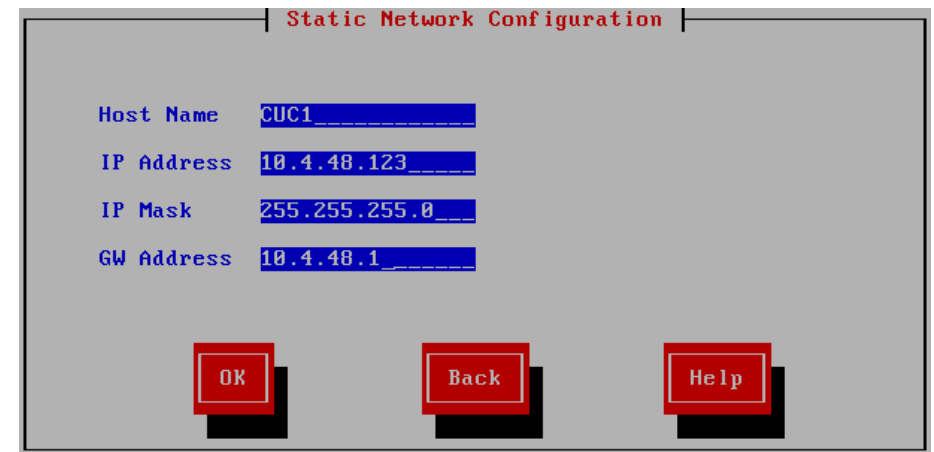 Static Network Configuration
Host Name CUC1____________
IP Address 10.4.48.123_____
IP Mask 255.255.255.0___
GW Address 10.4.48.1_______
OK Back Help